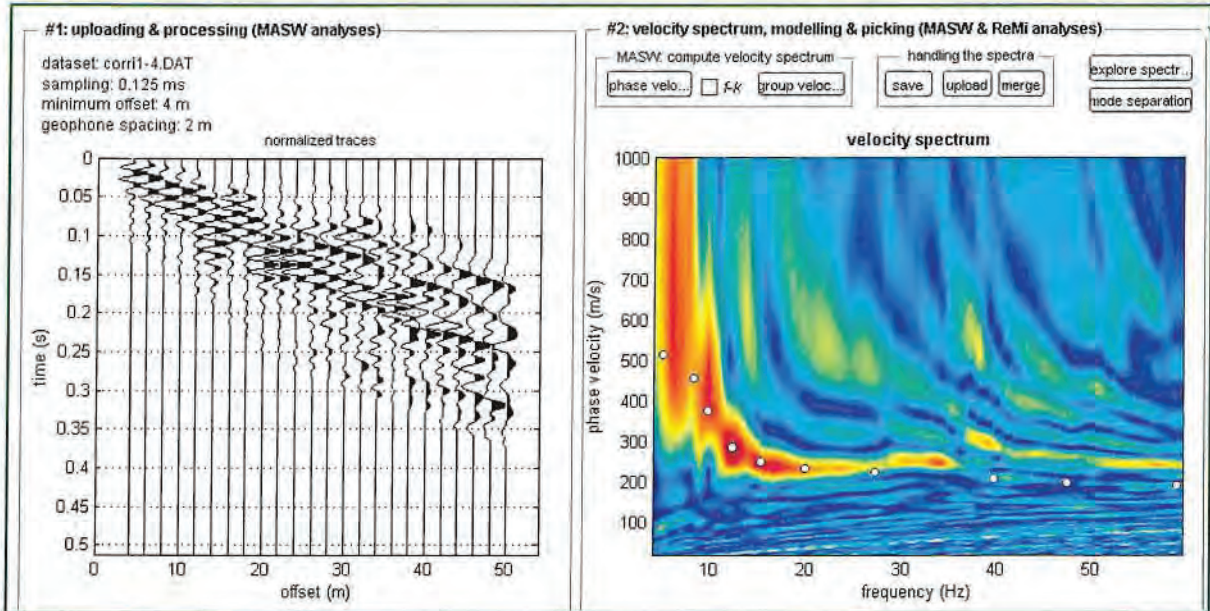 #1: uploading & processing (MASW analyses)
dataset: corri1-4.DAT
sampling: 0.125 ms
minimum offset: 4 m
geophone spacing: 2 m
normalized traces
0
0.05
0.1
0.15
0.2
0.25
0.3
0.35
0.4
0.45
0.5
time (s)
0 10 20 30 40 50
offset (m)
#2: velocity spectrum, modelling & picking (MASW & ReMi analyses)
MASW: compute velocity spectrum
phase velo... f-k group veloc...
handling the spectra
save upload merge
explore spectr...
mode separation
velocity spectrum
1000
900
800
700
600
500
400
300
200
100
phase velocity (m/s)
10 20 30 40 50
frequency (Hz)